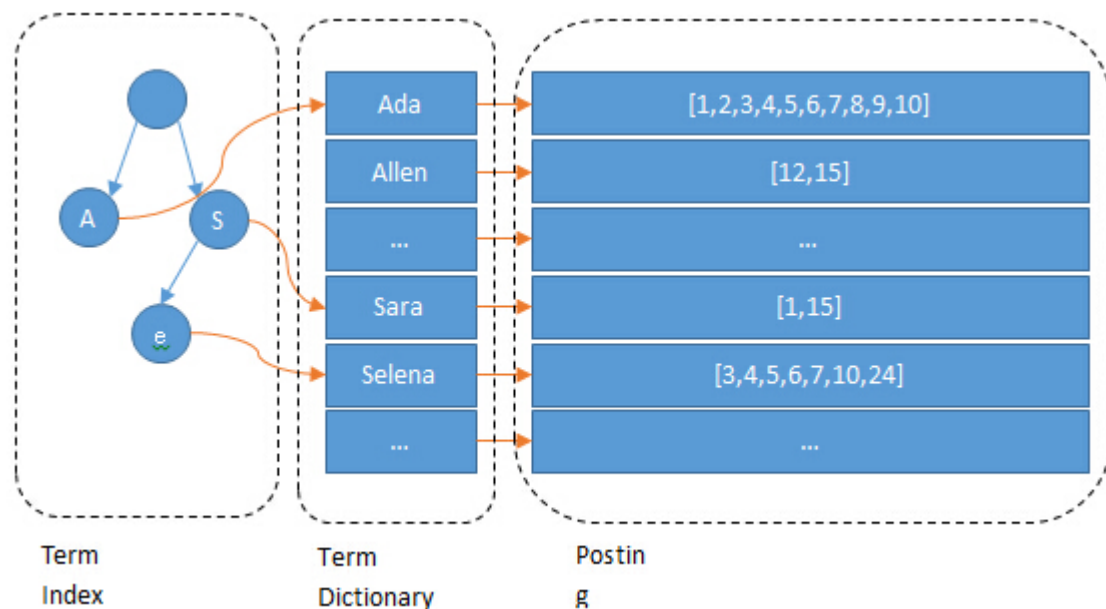 Ada
[1,2,3,4,5,6,7,8,9,10]
Allen
[12,15]
A
S
...
...
Sara
[1,15]
e
Selena
[3,4,5,6,7,10,24]
...
...
Term
Index
Term
Dictionary
Postin
g